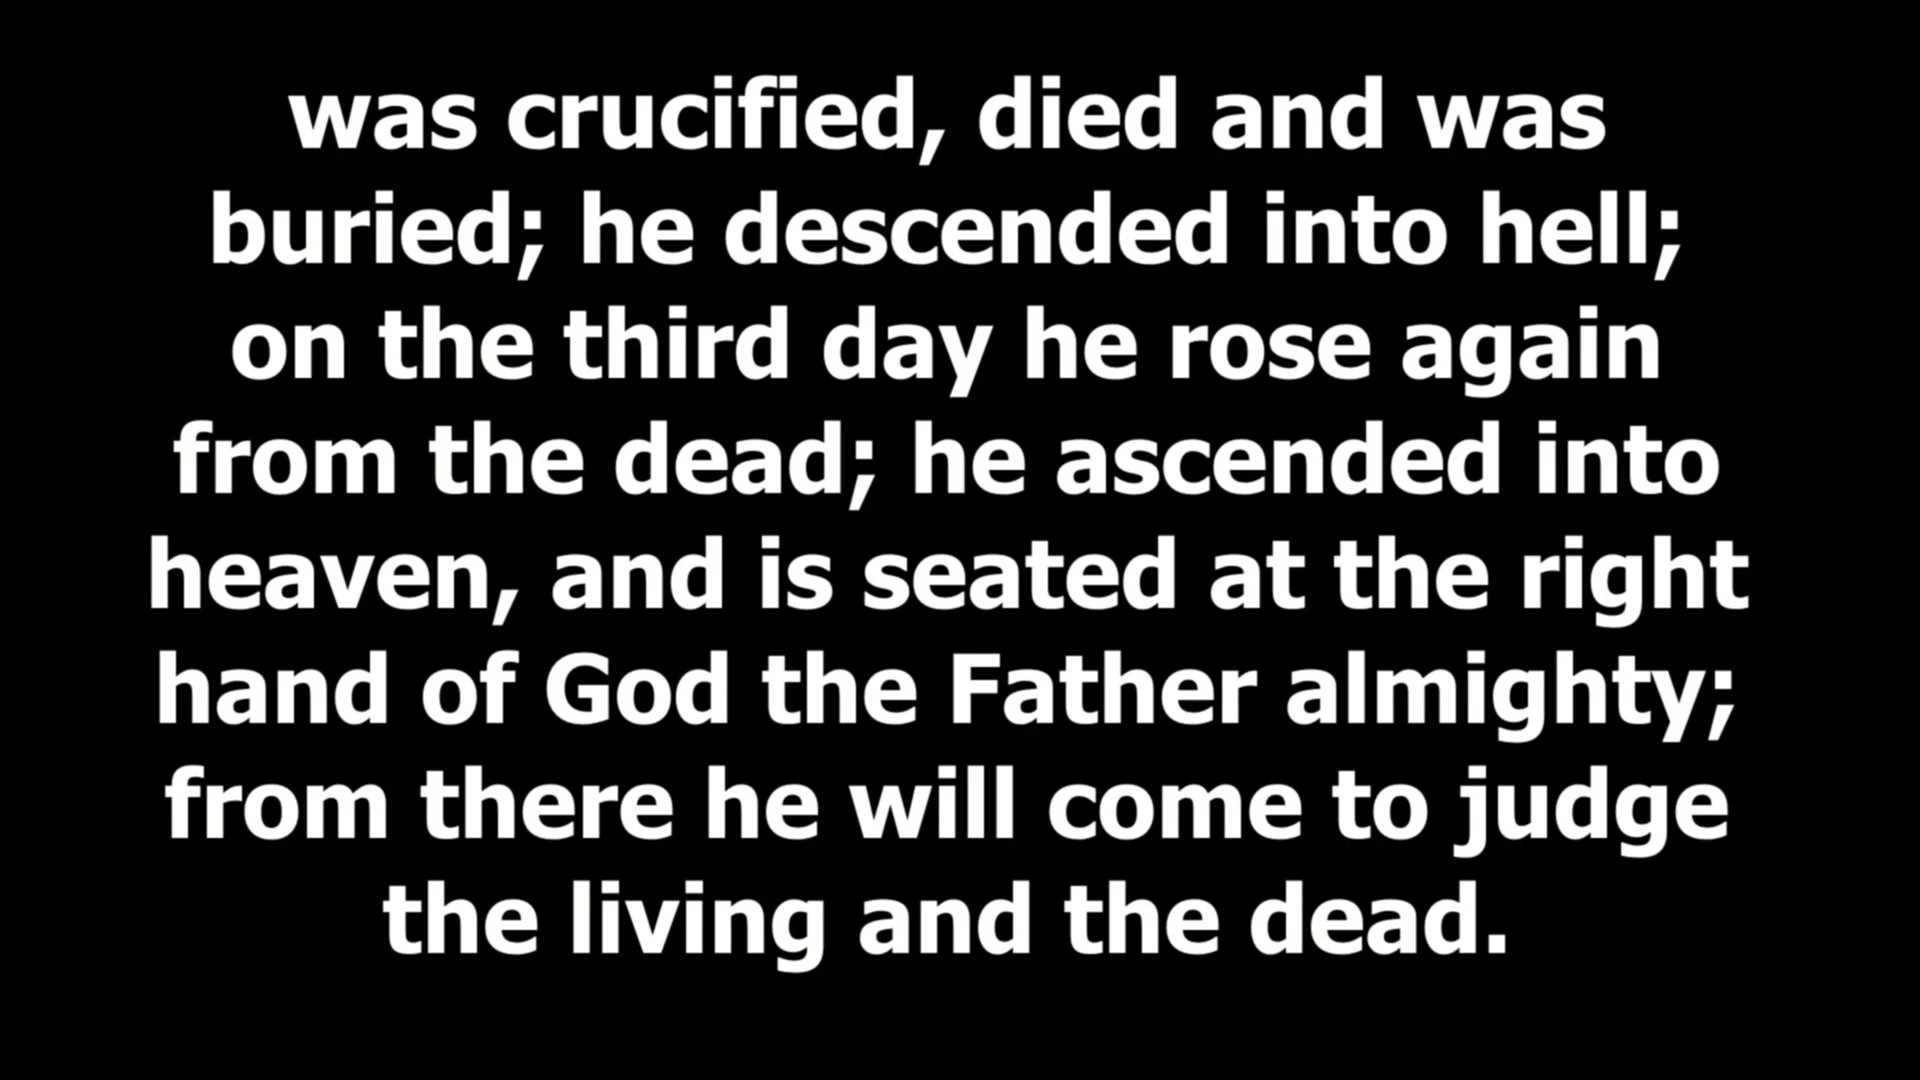 was crucified, died and was
buried; he descended into hell;
on the third day he rose again
from the dead; he ascended into
heaven, and is seated at the right
hand of God the Father almighty;
from there he will come to judge
the living and the dead.